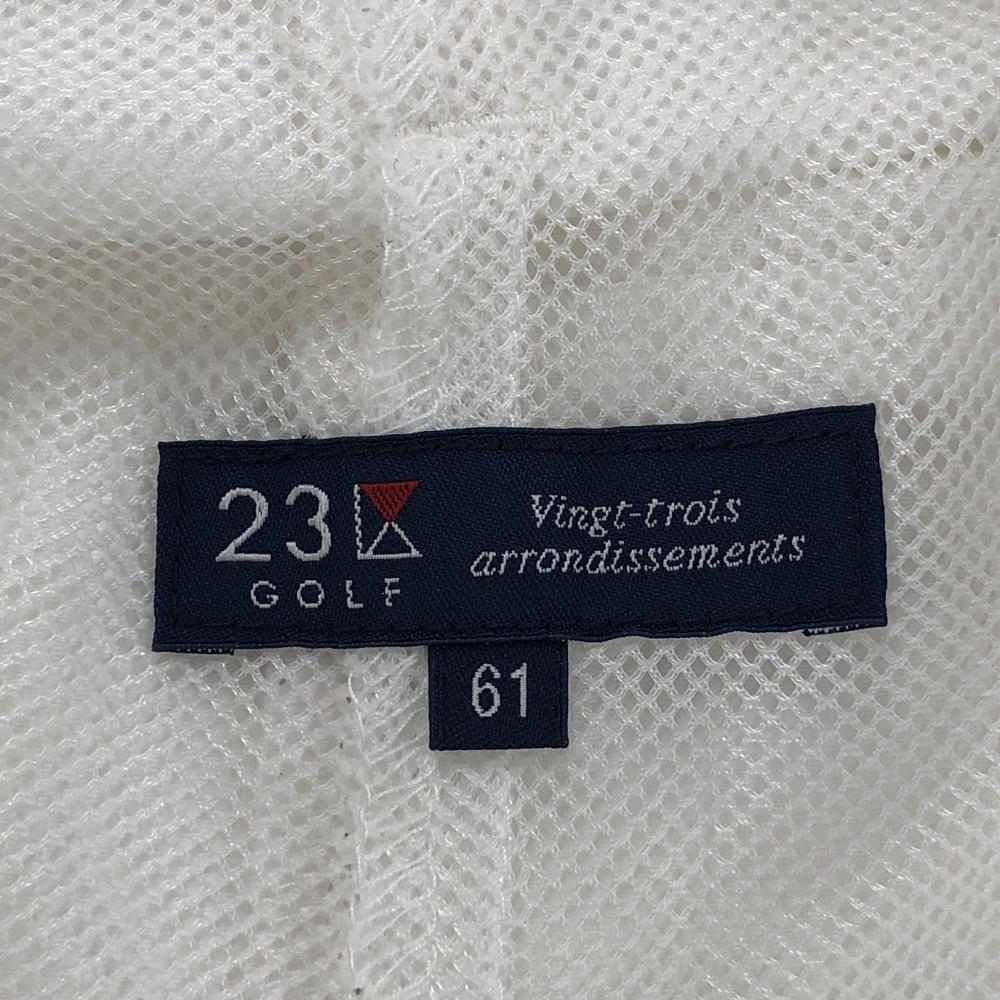 23
GOLF
Vingt-trois
arrondissements
61